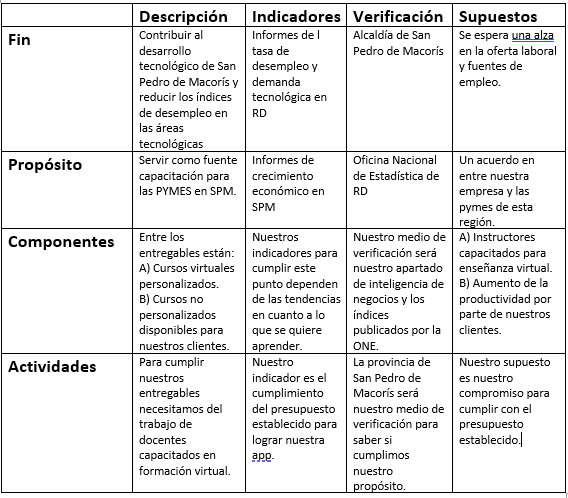 Descripción
Indicadores
Verificación
Supuestos
Fin
Contribuir al
desarrollo
tecnológico de San
Pedro de Macorís y
reducir los índices
de desempleo en
las áreas
tecnológicas
Informes de l
tasa de
desempleo y
demanda
tecnológica en
RD
Alcaldía de San
Pedro de Macorís
Se espera una alza
en la oferta laboral
y fuentes de
empleo.
Propósito
Servir como fuente
capacitación para
las PYMES en SPM.
Informes de
crecimiento
económico en
SPM
Oficina Nacional
de Estadística de
RD
Un acuerdo en
entre nuestra
empresa y las
pymes de esta
región.
Componentes
Entre los
entregables están:
A) Cursos virtuales
personalizados.
B) Cursos no
personalizados
disponibles para
nuestros clientes.
Nuestros
indicadores para
cumplir este
punto dependen
de las tendencias
en cuanto a lo
que se quiere
aprender.
Nuestro medio de
verificación será
nuestro apartado
de inteligencia de
negocios y los
índices
publicados por la
ONE.
A) Instructores
capacitados para
enseñanza virtual.
B) Aumento de la
productividad por
parte de nuestros
clientes.
Actividades
Para cumplir
nuestros
entregables
necesitamos del
trabajo de
docentes
capacitados en
formación virtual.
Nuestro
indicador es el
cumplimiento
del presupuesto
establecido para
lograr nuestra
app.
La provincia de
San Pedro de
Macorís será
nuestro medio de
verificación para
saber si
cumplimos
nuestro
propósito.
Nuestro supuesto
es nuestro
compromiso para
cumplir con el
presupuesto
establecido.